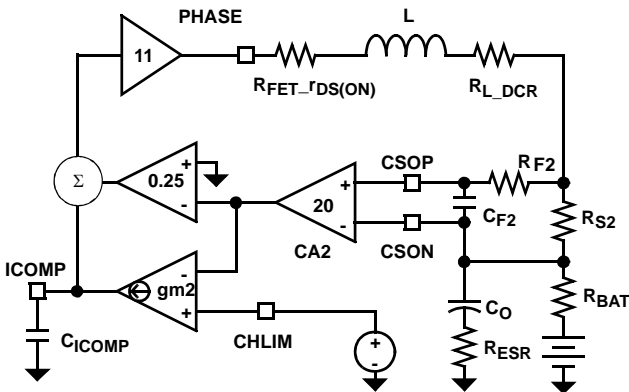 PHASE
L
11
RFET_rDS(ON)
RL_DCR
Σ
0.25
+
-
20
+
-
CA2
CSOP
CSON
RF2
CF2
RS2
ICOMP
gm2
-
+
CHLIM
CICOMP
+
-
CO
RESR
RBAT